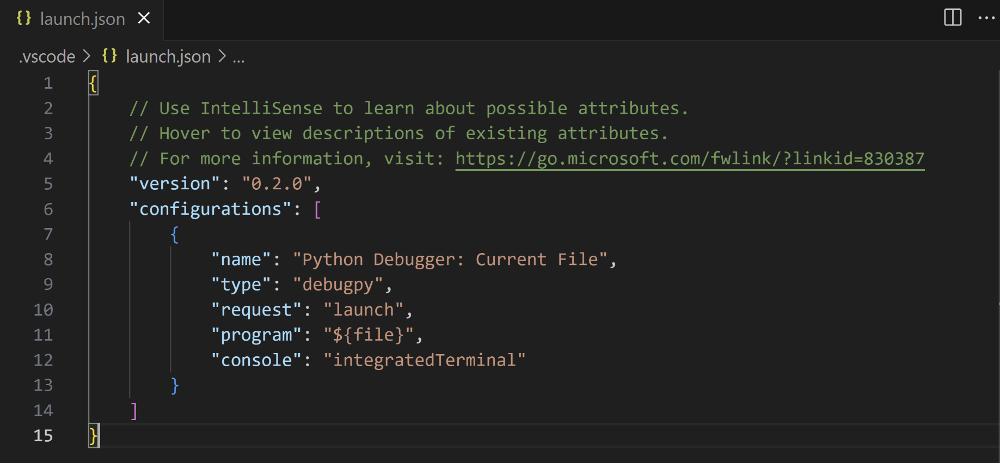 {} launch.json ×
.vscode > {} launch.json > ...
1 {
2     // Use IntelliSense to learn about possible attributes.
3     // Hover to view descriptions of existing attributes.
4     // For more information, visit: https://go.microsoft.com/fwlink/?linkid=830387
5     "version": "0.2.0",
6     "configurations": [
7         {
8             "name": "Python Debugger: Current File",
9             "type": "debugpy",
10             "request": "launch",
11             "program": "${file}",
12             "console": "integratedTerminal"
13         }
14     ]
15 }